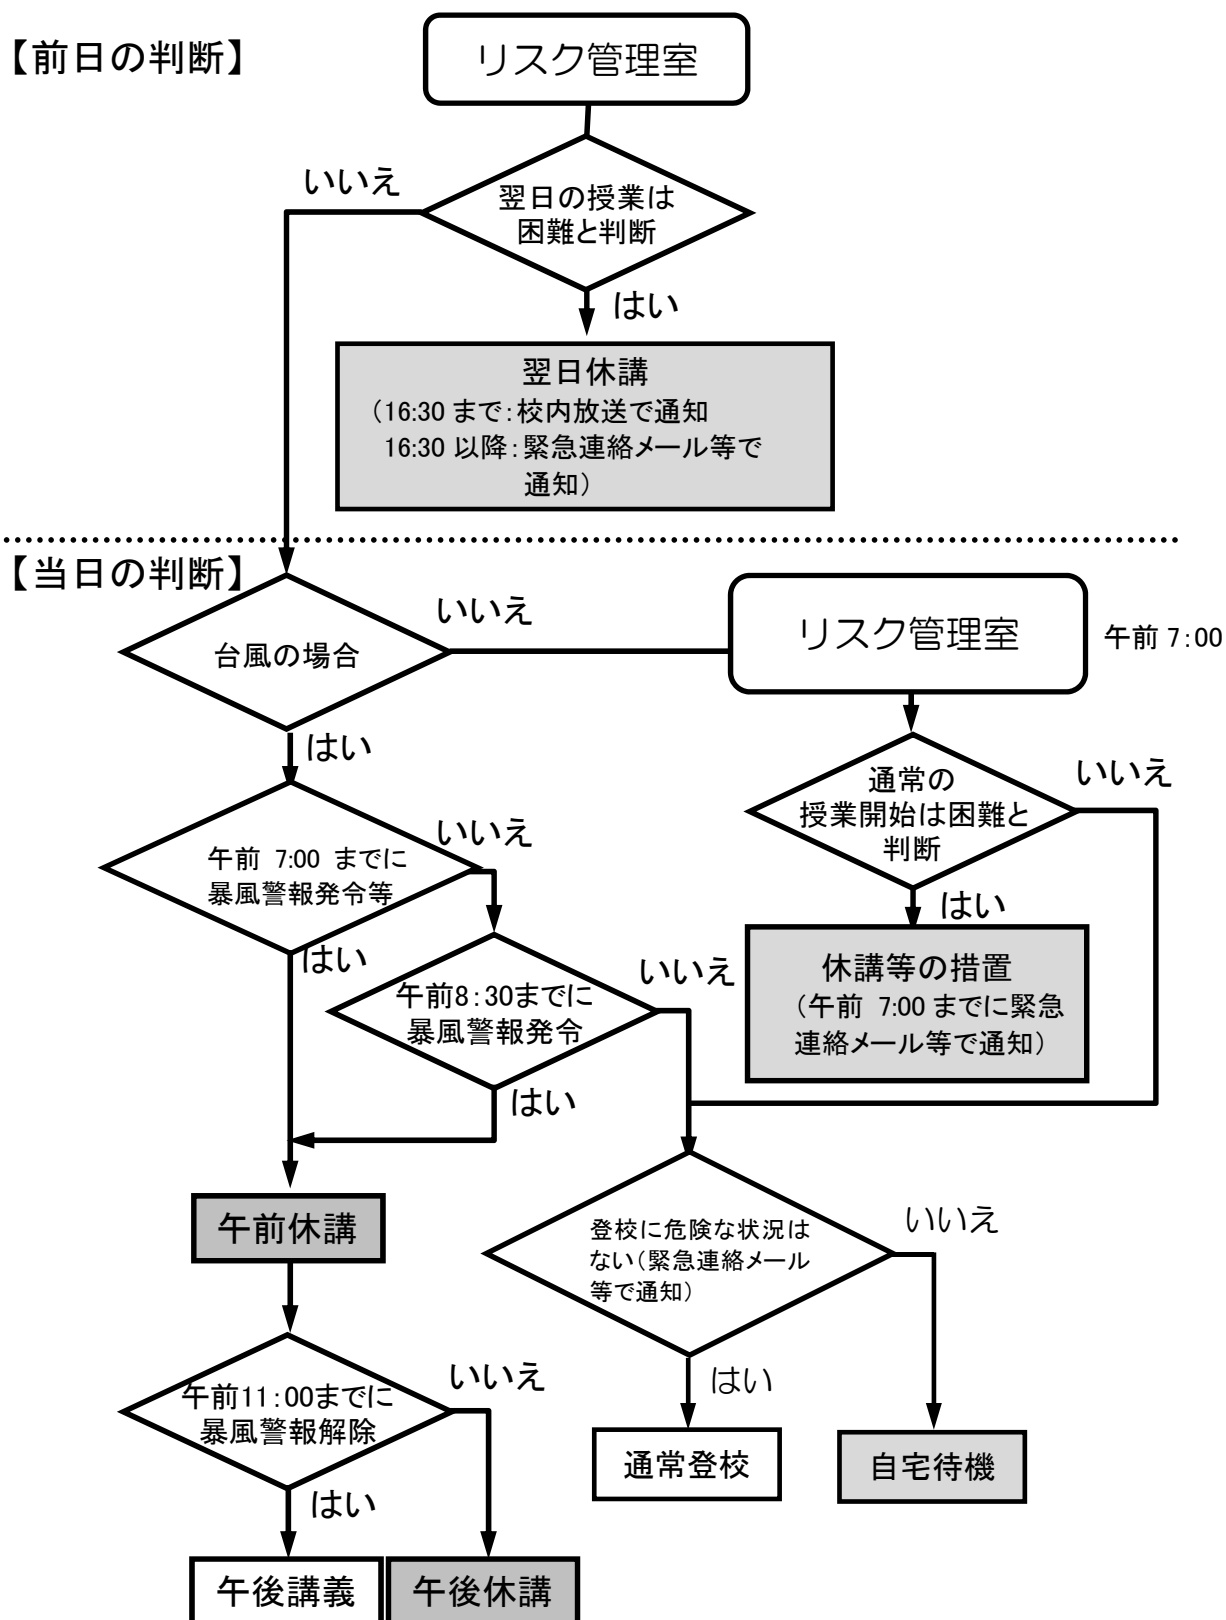 【前日の判断】
リスク管理室
いいえ
翌日の授業は
困難と判断
はい
翌日休講
（16:30 まで：校内放送で通知
16:30 以降：緊急連絡メール等で
通知）
【当日の判断】
いいえ
台風の場合
リスク管理室
午前 7:00
はい
通常の
授業開始は困難と
判断
いいえ
午前 7:00 までに
暴風警報発令等
いいえ
はい
はい
休講等の措置
（午前 7:00 までに緊急
連絡メール等で通知）
午前8:30までに
暴風警報発令
いいえ
はい
午前休講
登校に危険な状況は
ない（緊急連絡メール
等で通知）
いいえ
午前11:00までに
暴風警報解除
いいえ
はい
はい
通常登校
自宅待機
午後講義
午後休講